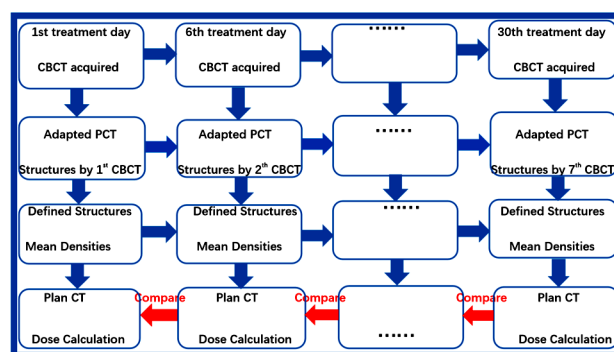 1st treatment day
CBCT acquired
6th treatment day
CBCT acquired
……
30th treatment day
CBCT acquired
Adapted PCT
Structures by 1st CBCT
Adapted PCT
Structures by 2th CBCT
……
Adapted PCT
Structures by 7th CBCT
Defined Structures
Mean Densities
Defined Structures
Mean Densities
……
Defined Structures
Mean Densities
Plan CT
Dose Calculation
Compare
Plan CT
Dose Calculation
Compare
……
Compare
Plan CT
Dose Calculation